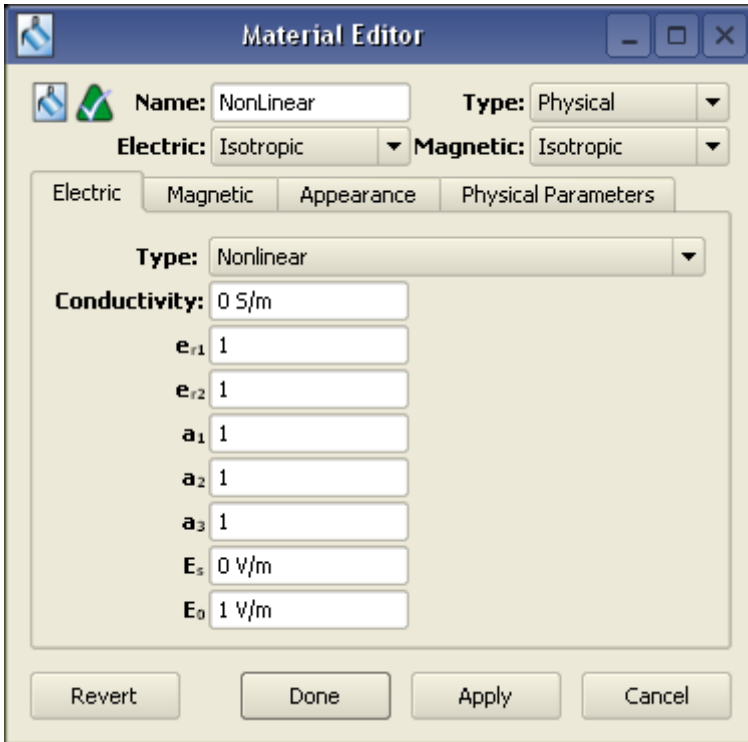 Material Editor
Name: NonLinear Type: Physical
Electric: Isotropic Magnetic: Isotropic
Electric Magnetic Appearance Physical Parameters
Type: Nonlinear
Conductivity: 0 S/m
eᵣ₁ 1
eᵣ₂ 1
a₁ 1
a₂ 1
a₃ 1
Eₛ 0 V/m
E₀ 1 V/m
Revert Done Apply Cancel